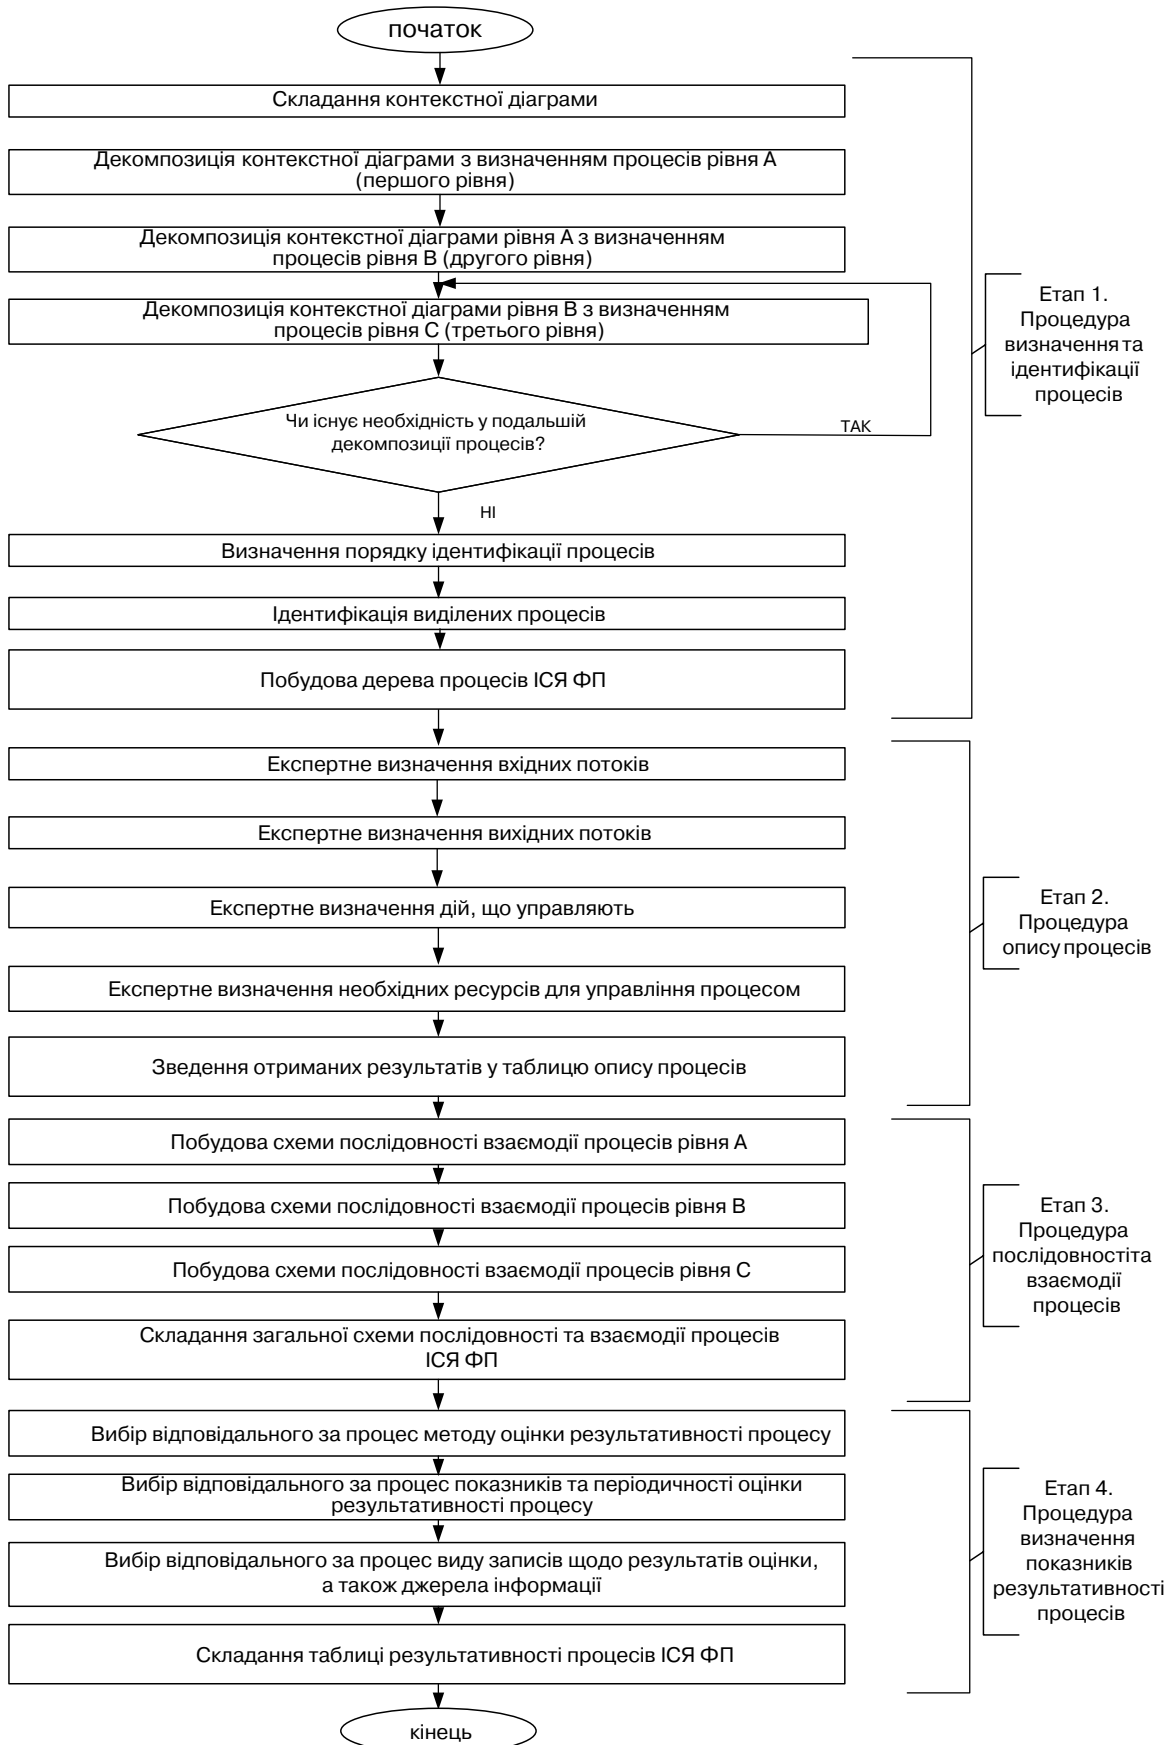 початок
Складання контекстної діаграми
Декомпозиція контекстної діаграми з визначенням процесів рівня А
(першого рівня)
Декомпозиція контекстної діаграми рівня А з визначенням
процесів рівня В (другого рівня)
Декомпозиція контекстної діаграми рівня В з визначенням
процесів рівня С (третього рівня)
Чи існує необхідність у подальшій
декомпозиції процесів?
ТАК
НІ
Визначення порядку ідентифікації процесів
Ідентифікація виділених процесів
Побудова дерева процесів ІСЯ ФП
Етап 1.
Процедура
визначення та
ідентифікації
процесів
Експертне визначення вхідних потоків
Експертне визначення вихідних потоків
Експертне визначення дій, що управляють
Експертне визначення необхідних ресурсів для управління процесом
Зведення отриманих результатів у таблицю опису процесів
Етап 2.
Процедура
опису процесів
Побудова схеми послідовності взаємодії процесів рівня А
Побудова схеми послідовності взаємодії процесів рівня В
Побудова схеми послідовності взаємодії процесів рівня С
Складання загальної схеми послідовності та взаємодії процесів
ІСЯ ФП
Етап 3.
Процедура
послідовностіта
взаємодії
процесів
Вибір відповідального за процес методу оцінки результативності процесу
Вибір відповідального за процес показників та періодичності оцінки
результативності процесу
Вибір відповідального за процес виду записів щодо результатів оцінки,
а також джерела інформації
Складання таблиці результативності процесів ІСЯ ФП
Етап 4.
Процедура
визначення
показників
результативності
процесів
кінець